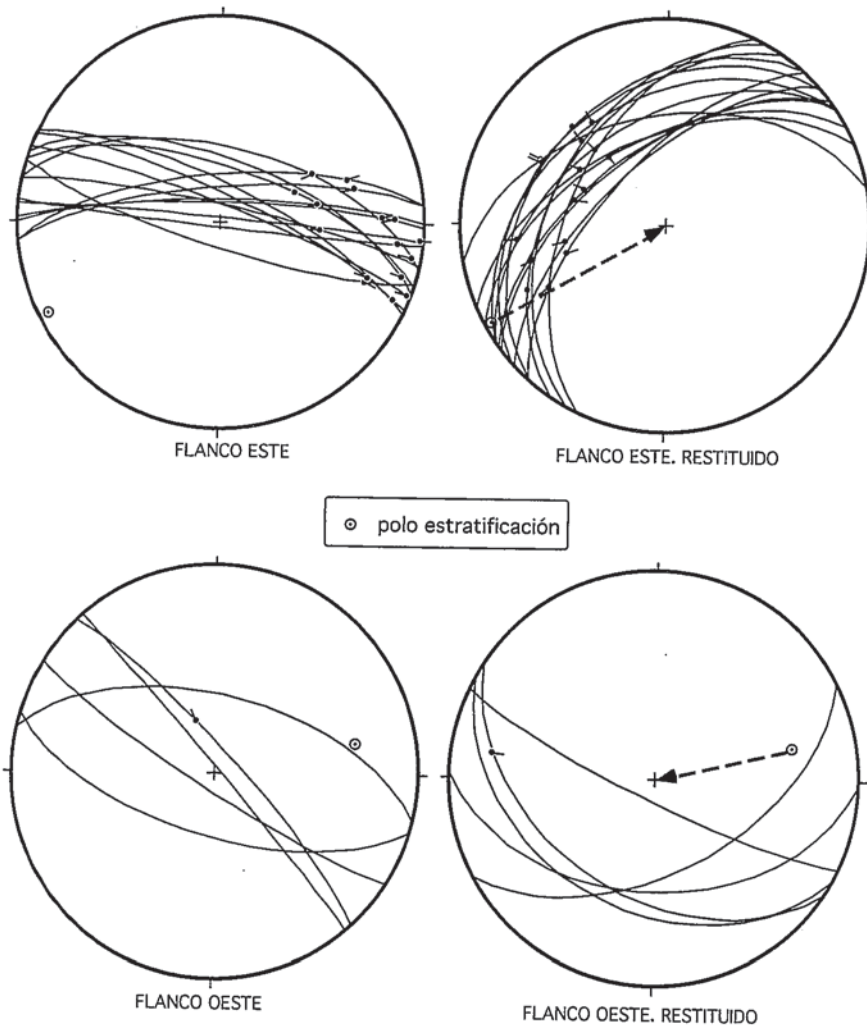 FLANCO ESTE
FLANCO ESTE. RESTITUIDO
polo estratificación
FLANCO OESTE
FLANCO OESTE. RESTITUIDO